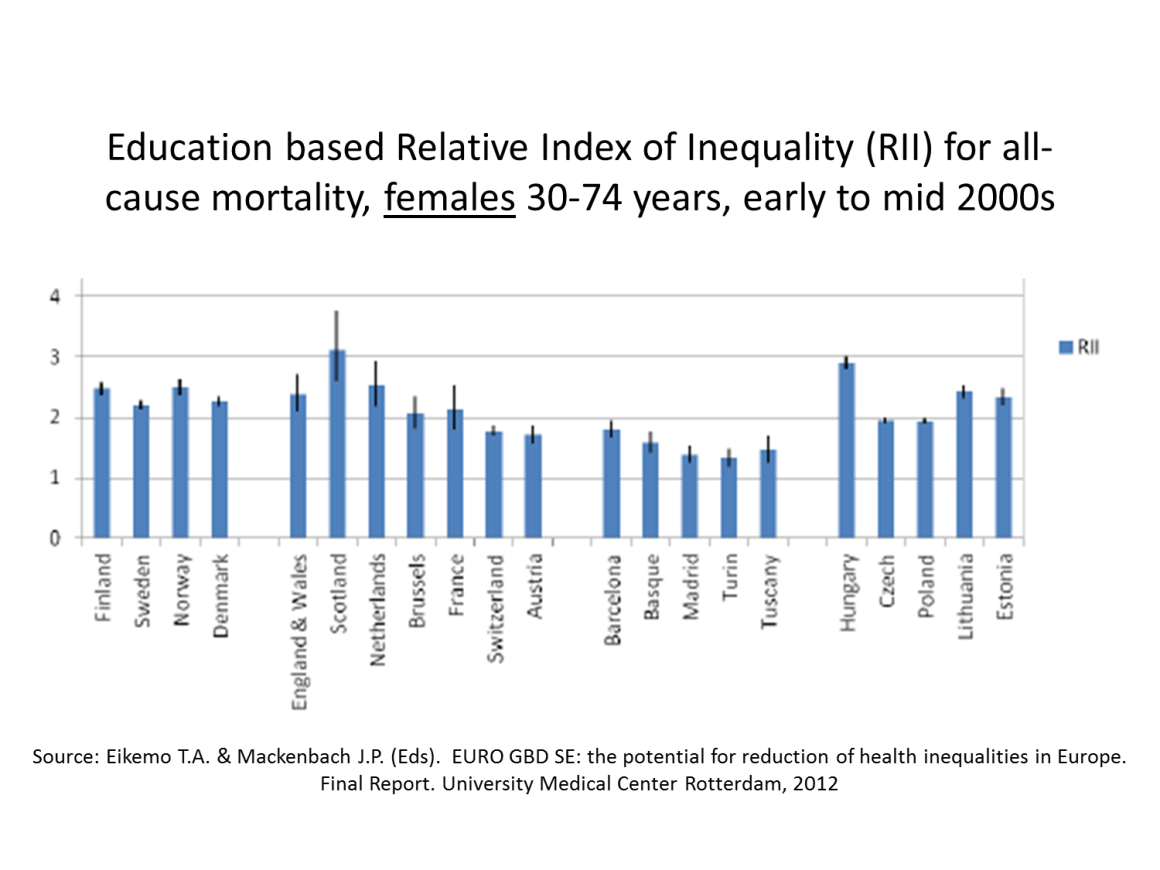 Education based Relative Index of Inequality (RII) for all-
cause mortality, females 30-74 years, early to mid 2000s
4
3
2
1
0
RII
Finland
Sweden
Norway
Denmark
England & Wales
Scotland
Netherlands
Brussels
France
Switzerland
Austria
Barcelona
Basque
Madrid
Turin
Tuscany
Hungary
Czech
Poland
Lithuania
Estonia
Source: Eikemo T.A. & Mackenbach J.P. (Eds).  EURO GBD SE: the potential for reduction of health inequalities in Europe.
Final Report. University Medical Center Rotterdam, 2012